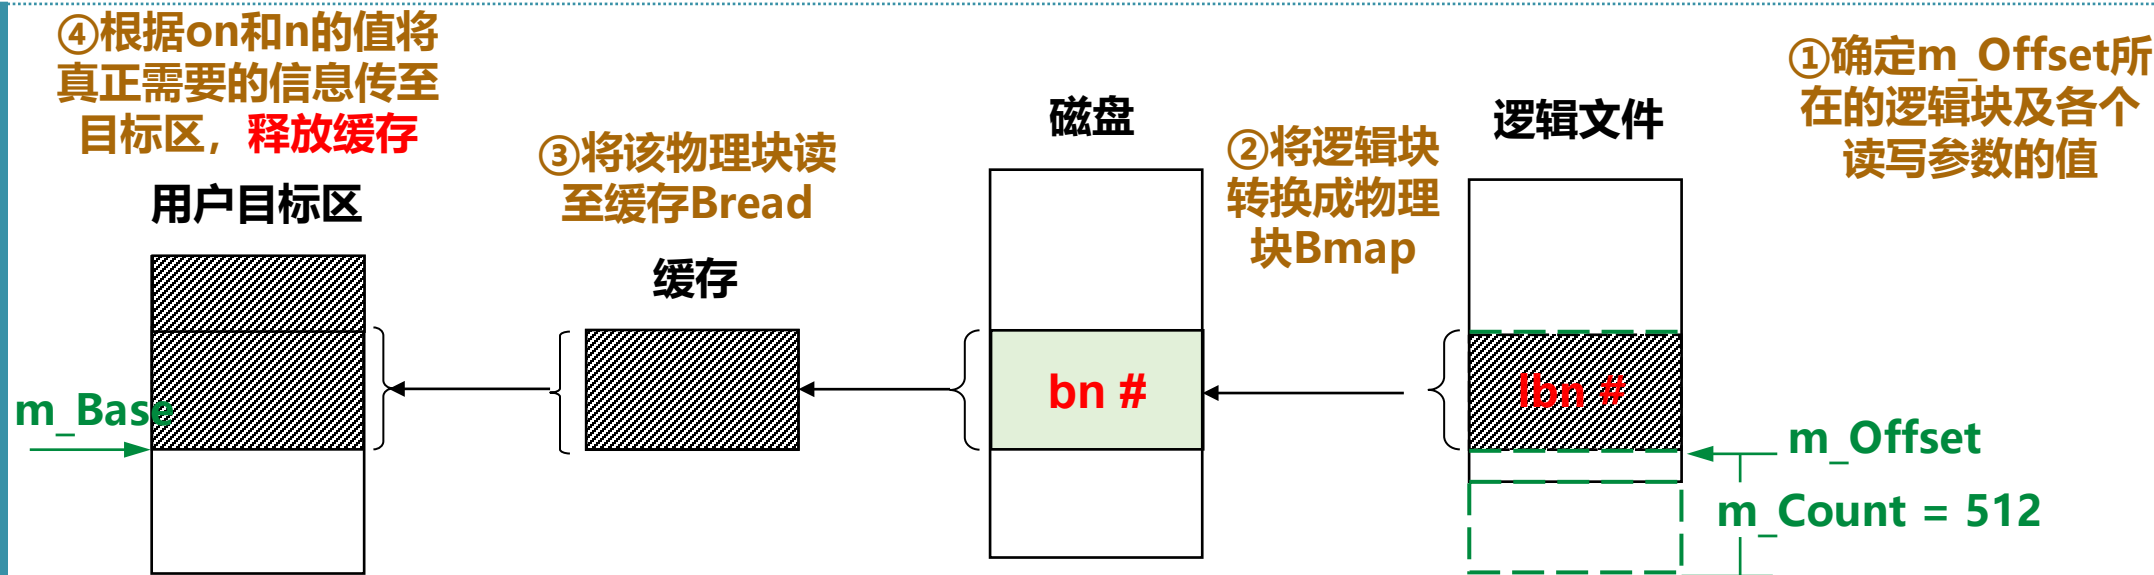 ④根据on和n的值将
真正需要的信息传至
目标区，释放缓存
用户目标区
m_Base
③将该物理块读
至缓存Bread
缓存
磁盘
bn #
②将逻辑块
转换成物理
块Bmap
逻辑文件
lbn #
①确定m_Offset所
在的逻辑块及各个
读写参数的值
m_Offset
m_Count = 512